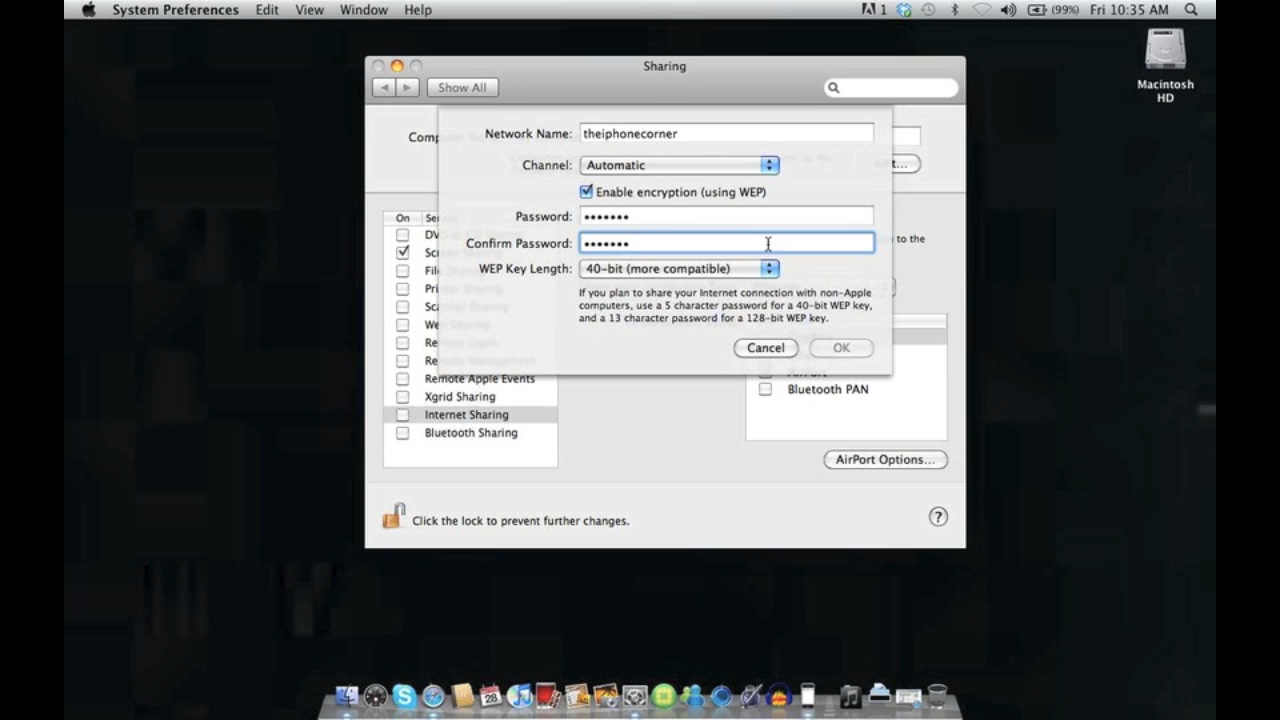 System Preferences Edit View Window Help
1 (99%) Fri 10:35 AM
Macintosh
HD
Sharing
Show All
Network Name: theiphonecorner
Channel: Automatic
Enable encryption (using WEP)
Password: •••••••
Confirm Password: •••••••
WEP Key Length: 40-bit (more compatible)
If you plan to share your Internet connection with non-Apple
computers, use a 5 character password for a 40-bit WEP key,
and a 13 character password for a 128-bit WEP key.
Cancel OK
to the
On
Remote Apple Events
Xgrid Sharing
Internet Sharing
Bluetooth Sharing
Bluetooth PAN
AirPort Options...
Click the lock to prevent further changes.
?
28